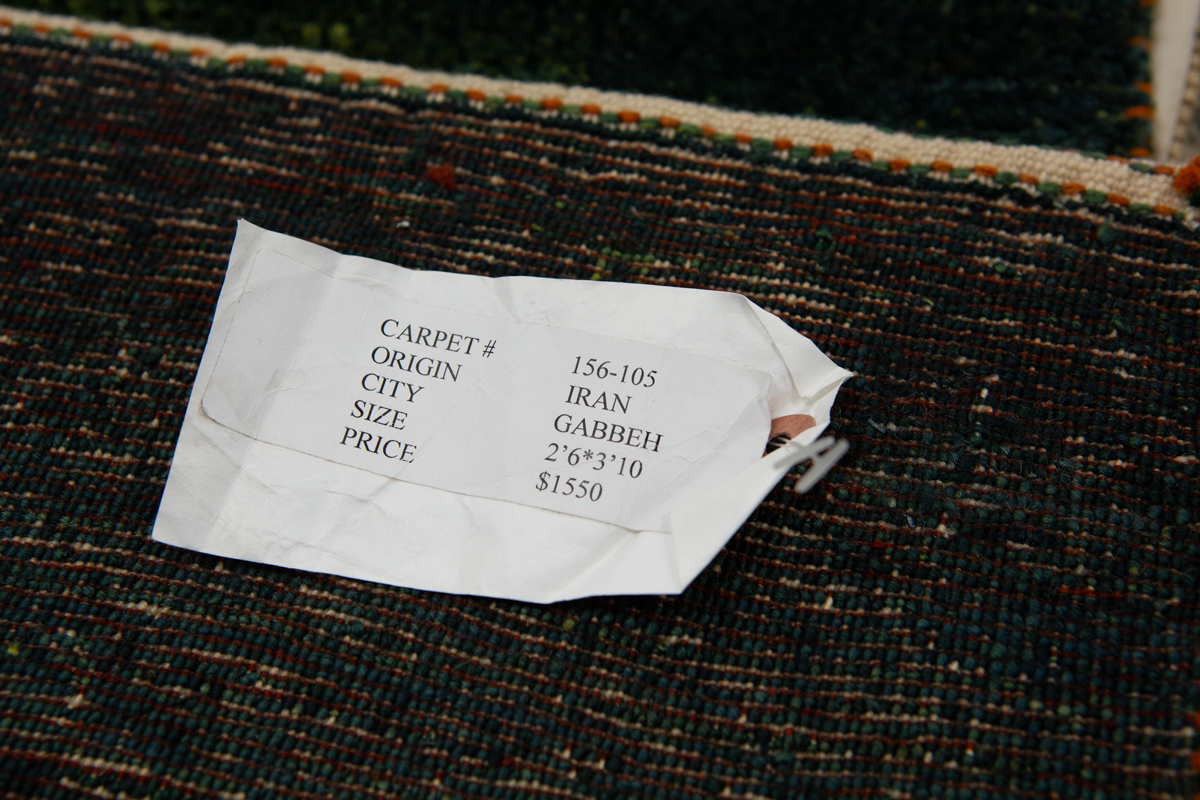 CARPET # 156-105
ORIGIN IRAN
CITY GABBEH
SIZE 2’6*3’10
PRICE $1550